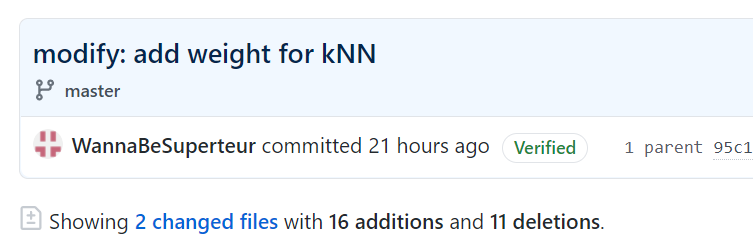 modify: add weight for kNN
master
WannaBeSuperteur committed 21 hours ago Verified 1 parent 95c1
Showing 2 changed files with 16 additions and 11 deletions.